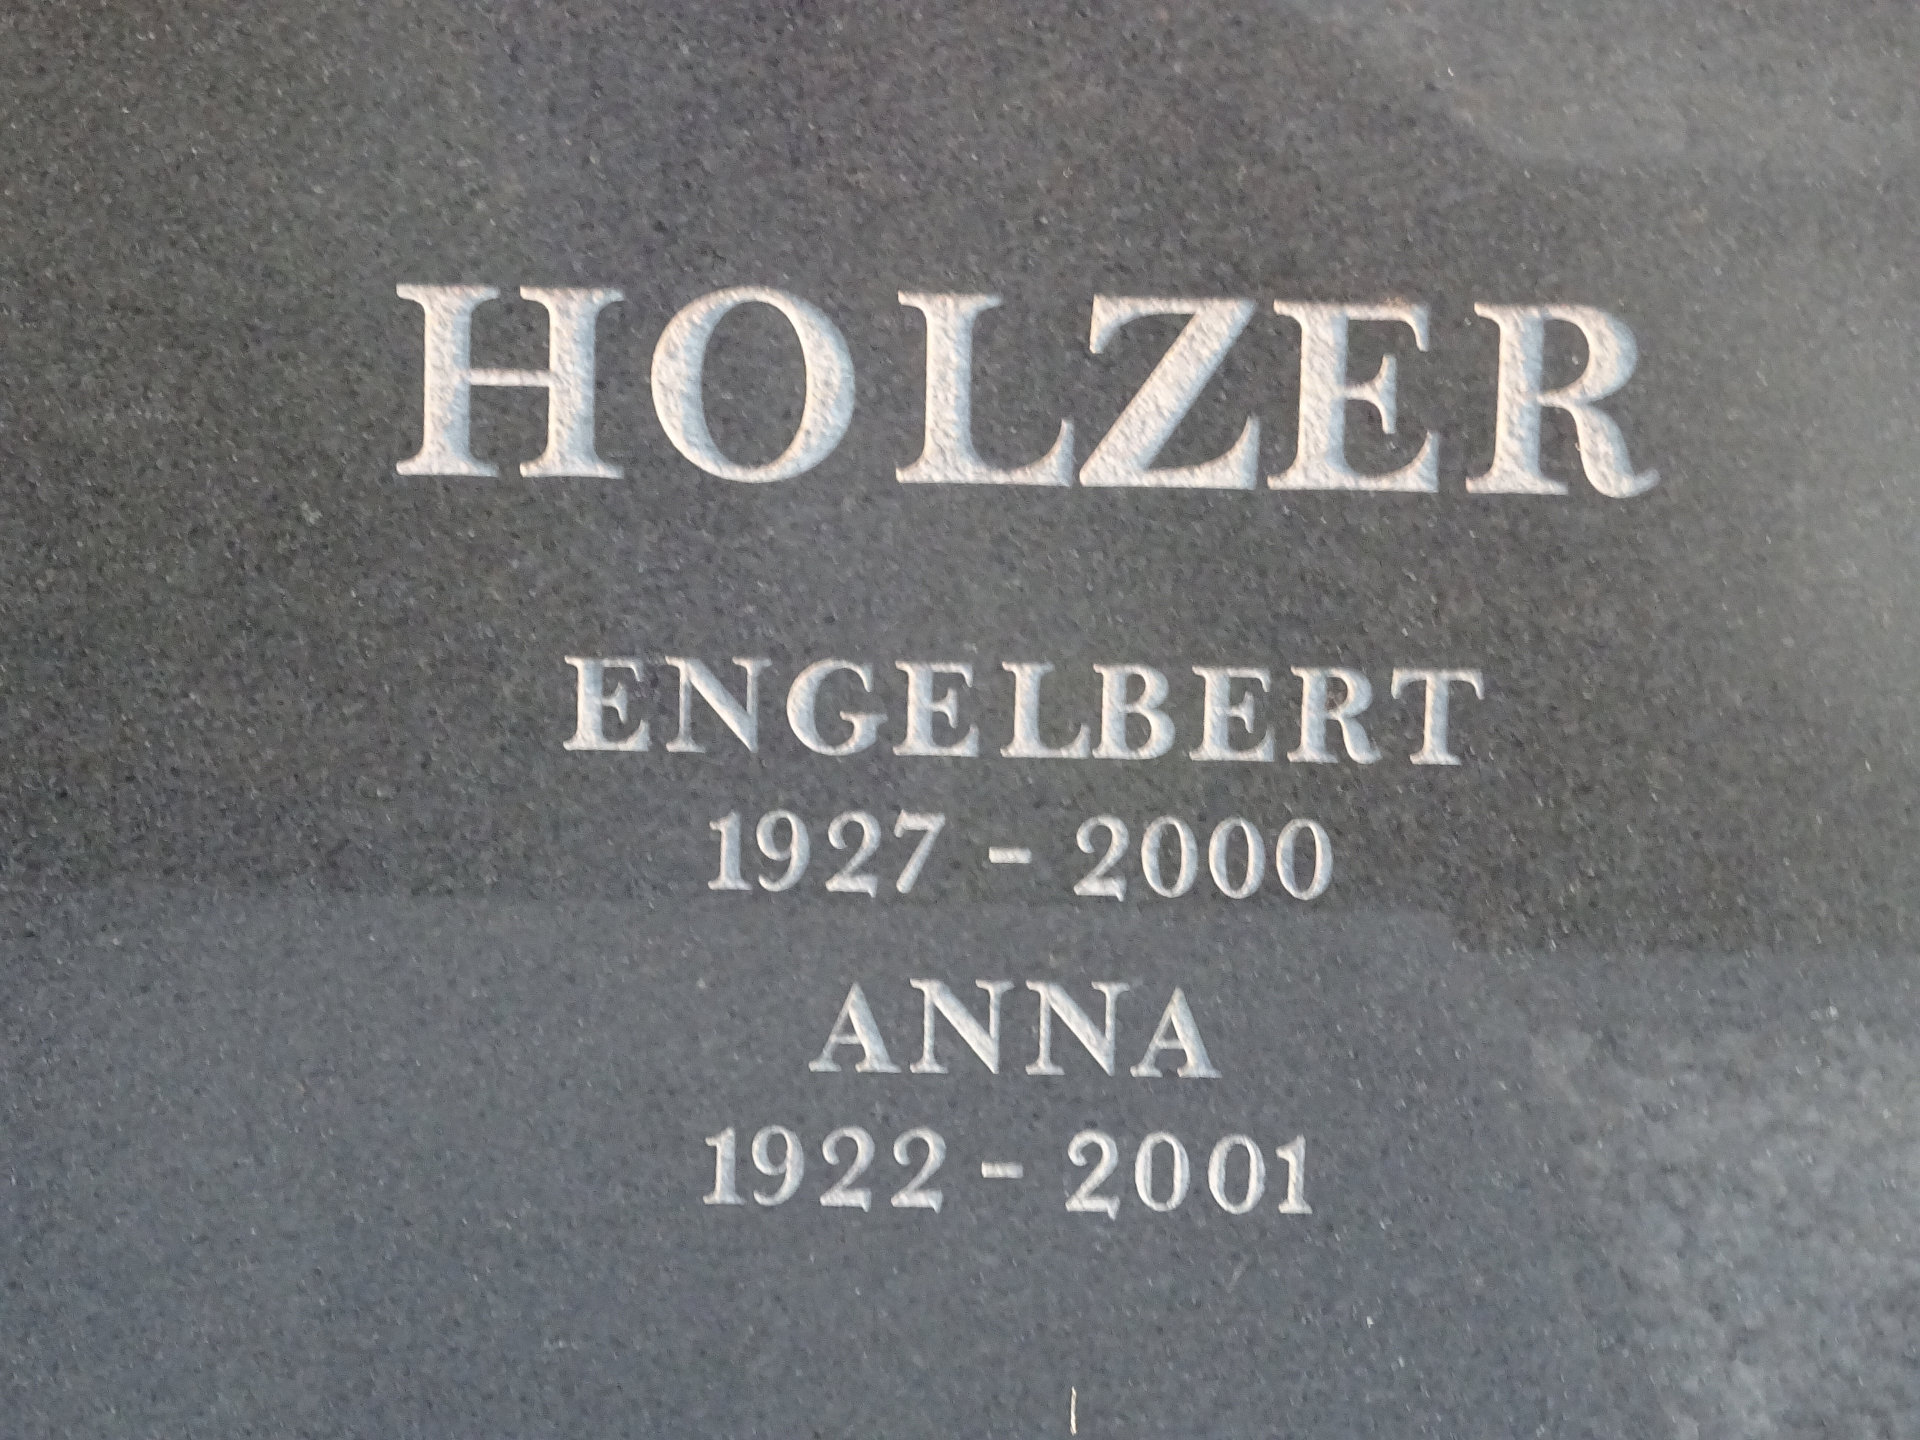 HOLZER
ENGELBERT
1927 - 2000
ANNA
1922 - 2001